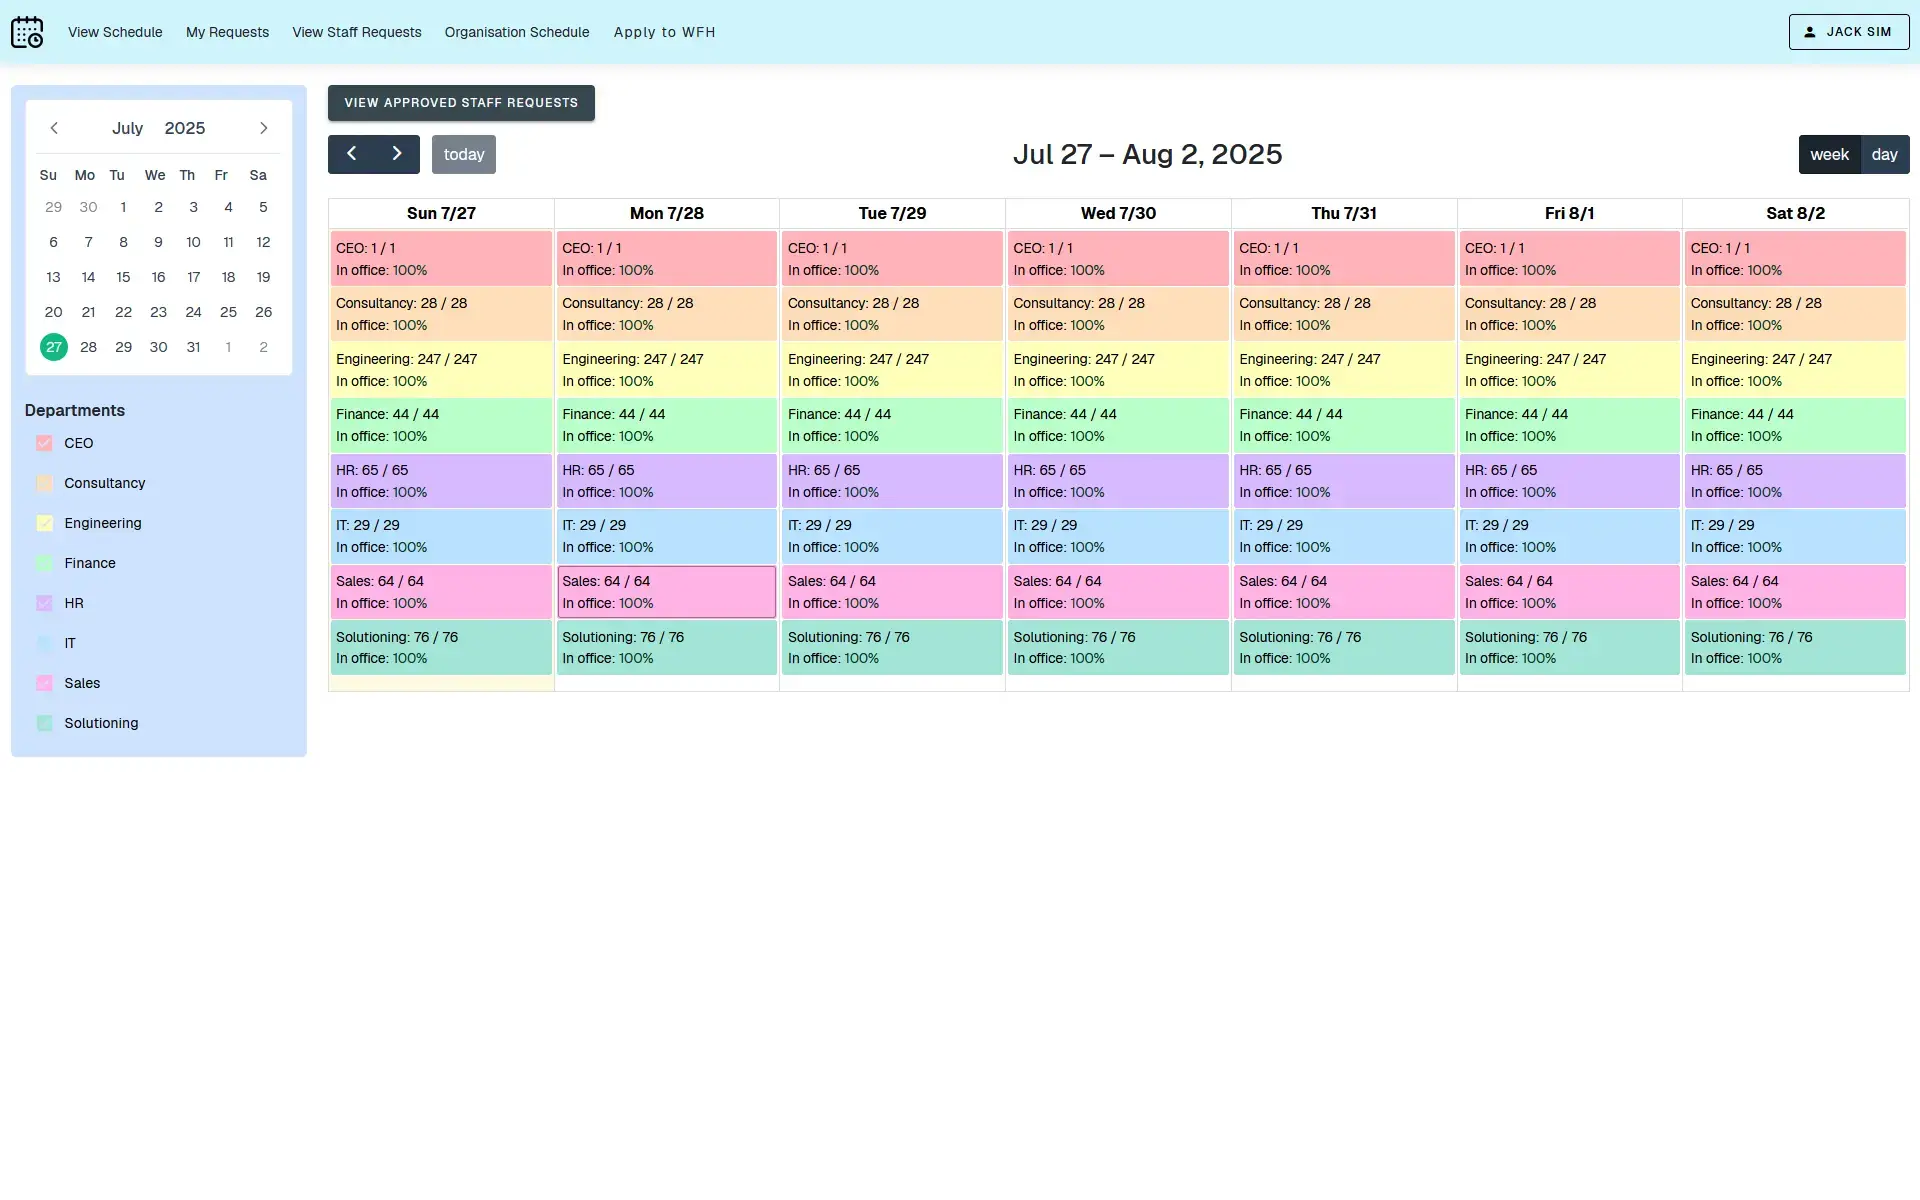 View Schedule My Requests View Staff Requests Organisation Schedule Apply to WFH JACK SIM
July 2025
Su Mo Tu We Th Fr Sa
29 30 1 2 3 4 5
6 7 8 9 10 11 12
13 14 15 16 17 18 19
20 21 22 23 24 25 26
27 28 29 30 31 1 2
Departments
CEO
Consultancy
Engineering
Finance
HR
IT
Sales
Solutioning
VIEW APPROVED STAFF REQUESTS
today Jul 27 – Aug 2, 2025 week day
Sun 7/27 Mon 7/28 Tue 7/29 Wed 7/30 Thu 7/31 Fri 8/1 Sat 8/2
CEO: 1 / 1 CEO: 1 / 1 CEO: 1 / 1 CEO: 1 / 1 CEO: 1 / 1 CEO: 1 / 1 CEO: 1 / 1
In office: 100% In office: 100% In office: 100% In office: 100% In office: 100% In office: 100% In office: 100%
Consultancy: 28 / 28 Consultancy: 28 / 28 Consultancy: 28 / 28 Consultancy: 28 / 28 Consultancy: 28 / 28 Consultancy: 28 / 28 Consultancy: 28 / 28
In office: 100% In office: 100% In office: 100% In office: 100% In office: 100% In office: 100% In office: 100%
Engineering: 247 / 247 Engineering: 247 / 247 Engineering: 247 / 247 Engineering: 247 / 247 Engineering: 247 / 247 Engineering: 247 / 247 Engineering: 247 / 247
In office: 100% In office: 100% In office: 100% In office: 100% In office: 100% In office: 100% In office: 100%
Finance: 44 / 44 Finance: 44 / 44 Finance: 44 / 44 Finance: 44 / 44 Finance: 44 / 44 Finance: 44 / 44 Finance: 44 / 44
In office: 100% In office: 100% In office: 100% In office: 100% In office: 100% In office: 100% In office: 100%
HR: 65 / 65 HR: 65 / 65 HR: 65 / 65 HR: 65 / 65 HR: 65 / 65 HR: 65 / 65 HR: 65 / 65
In office: 100% In office: 100% In office: 100% In office: 100% In office: 100% In office: 100% In office: 100%
IT: 29 / 29 IT: 29 / 29 IT: 29 / 29 IT: 29 / 29 IT: 29 / 29 IT: 29 / 29 IT: 29 / 29
In office: 100% In office: 100% In office: 100% In office: 100% In office: 100% In office: 100% In office: 100%
Sales: 64 / 64 Sales: 64 / 64 Sales: 64 / 64 Sales: 64 / 64 Sales: 64 / 64 Sales: 64 / 64 Sales: 64 / 64
In office: 100% In office: 100% In office: 100% In office: 100% In office: 100% In office: 100% In office: 100%
Solutioning: 76 / 76 Solutioning: 76 / 76 Solutioning: 76 / 76 Solutioning: 76 / 76 Solutioning: 76 / 76 Solutioning: 76 / 76 Solutioning: 76 / 76
In office: 100% In office: 100% In office: 100% In office: 100% In office: 100% In office: 100% In office: 100%